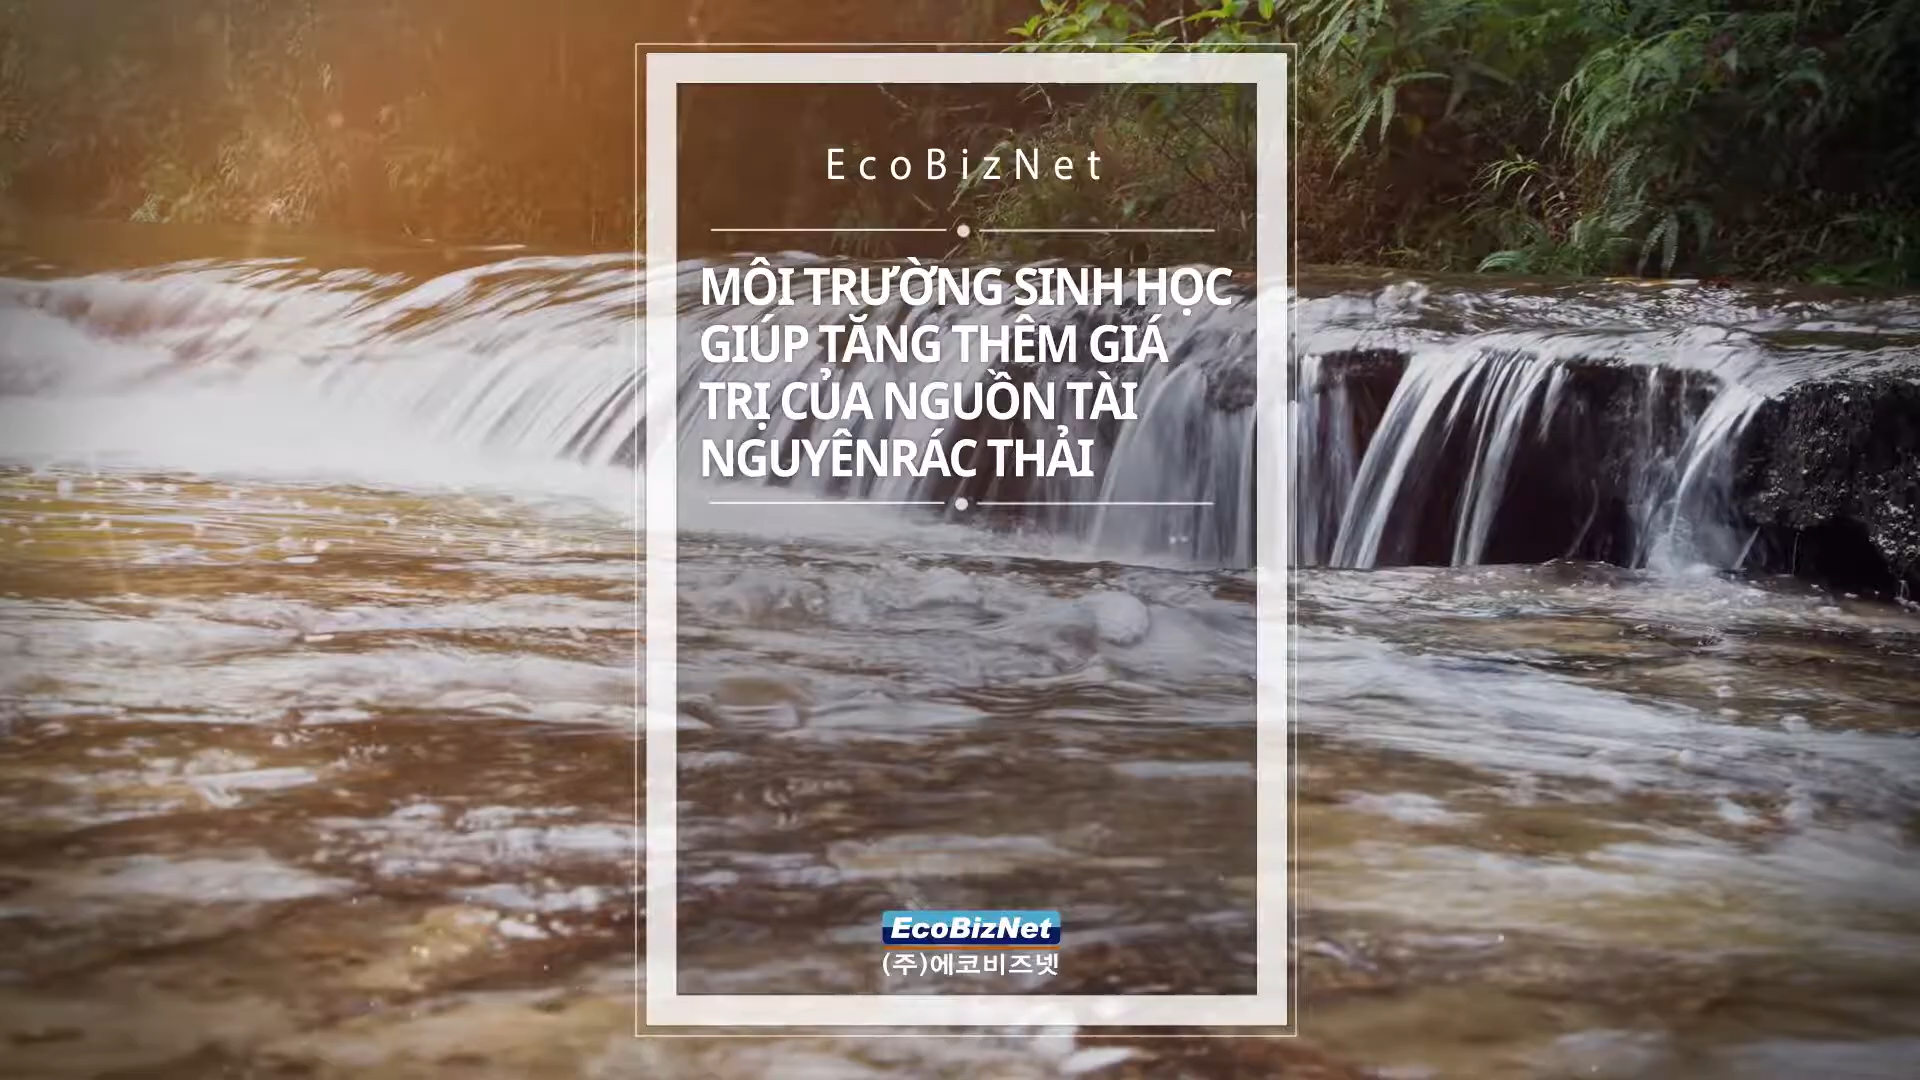 EcoBizNet
MÔI TRƯỜNG SINH HỌC
GIÚP TĂNG THÊM GIÁ
TRỊ CỦA NGUỒN TÀI
NGUYÊNRÁC THẢI
EcoBizNet
(주)에코비즈넷